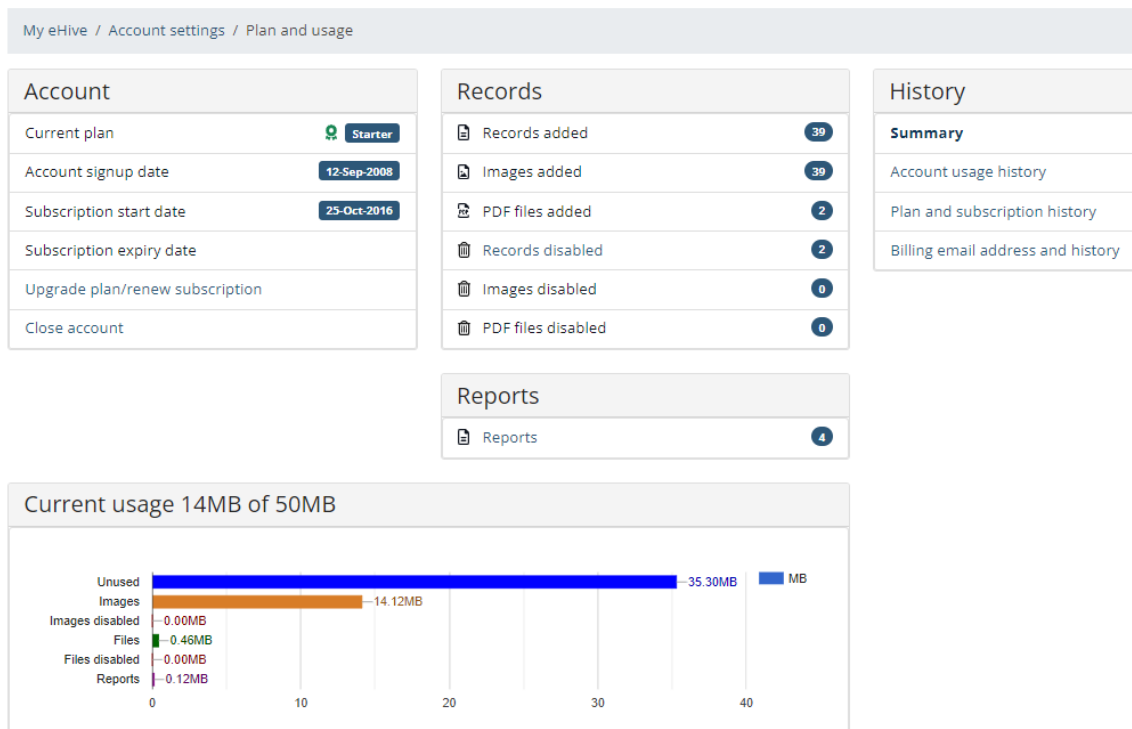 My eHive / Account settings / Plan and usage
Account
Current plan Starter
Account signup date 12-Sep-2008
Subscription start date 25-Oct-2016
Subscription expiry date
Upgrade plan/renew subscription
Close account
Records
Records added 39
Images added 39
PDF files added 2
Records disabled 2
Images disabled 0
PDF files disabled 0
Reports
Reports 4
History
Summary
Account usage history
Plan and subscription history
Billing email address and history
Current usage 14MB of 50MB
Unused 35.30MB
Images 14.12MB
Images disabled 0.00MB
Files 0.46MB
Files disabled 0.00MB
Reports 0.12MB
0 10 20 30 40
MB